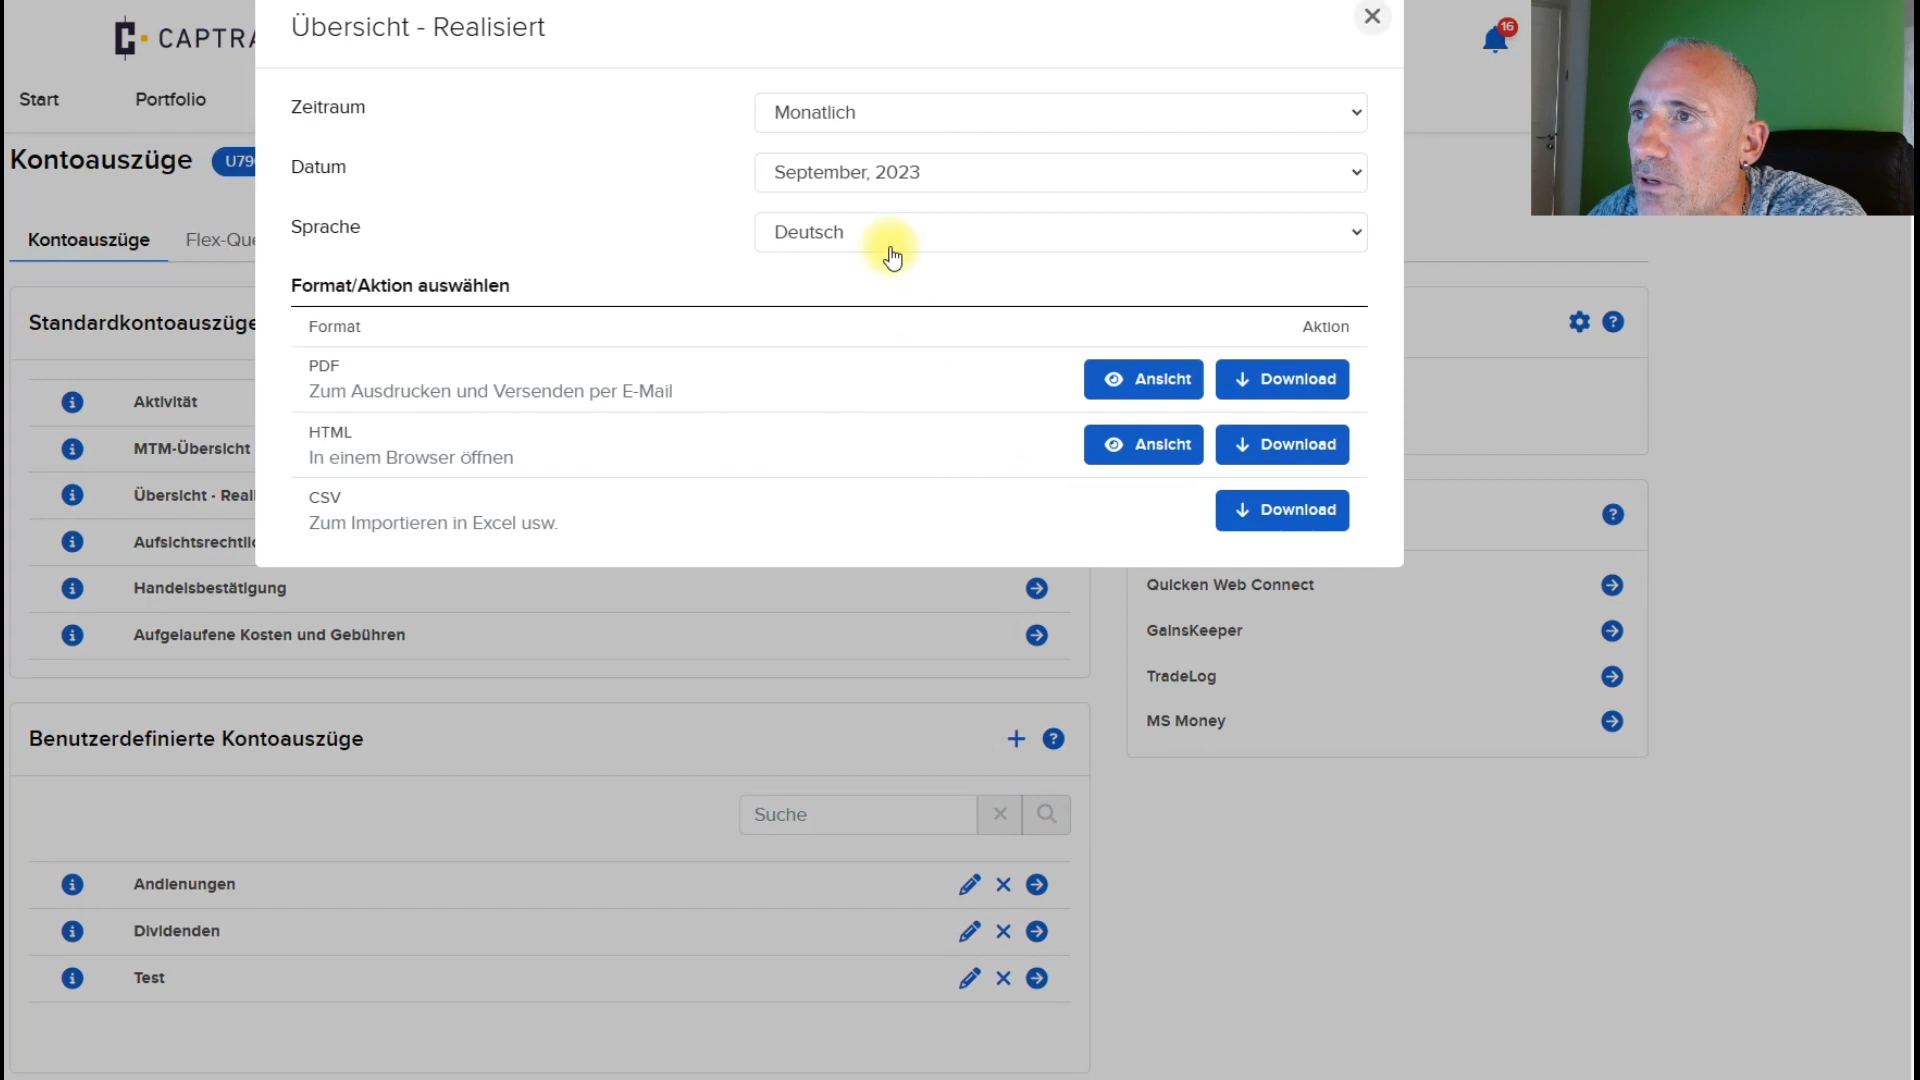 Übersicht - Realisiert
16
CAPTRA
Start
Portfolio
Zeitraum
Monatlich
Datum
September, 2023
Kontoauszüge
U79
Sprache
Deutsch
Kontoauszüge
Flex-Que
Format/Aktion auswählen
Format
Aktion
PDF
Zum Ausdrucken und Versenden per E-Mail
Ansicht
Download
HTML
In einem Browser öffnen
Ansicht
Download
CSV
Zum Importieren in Excel usw.
Download
Standardkontoauszüge
Aktivität
MTM-Übersicht
Übersicht - Reali
Aufsichtsrechtlic
Handelsbestätigung
Aufgelaufene Kosten und Gebühren
Quicken Web Connect
GainsKeeper
TradeLog
MS Money
Benutzerdefinierte Kontoauszüge
Suche
Andienungen
Dividenden
Test